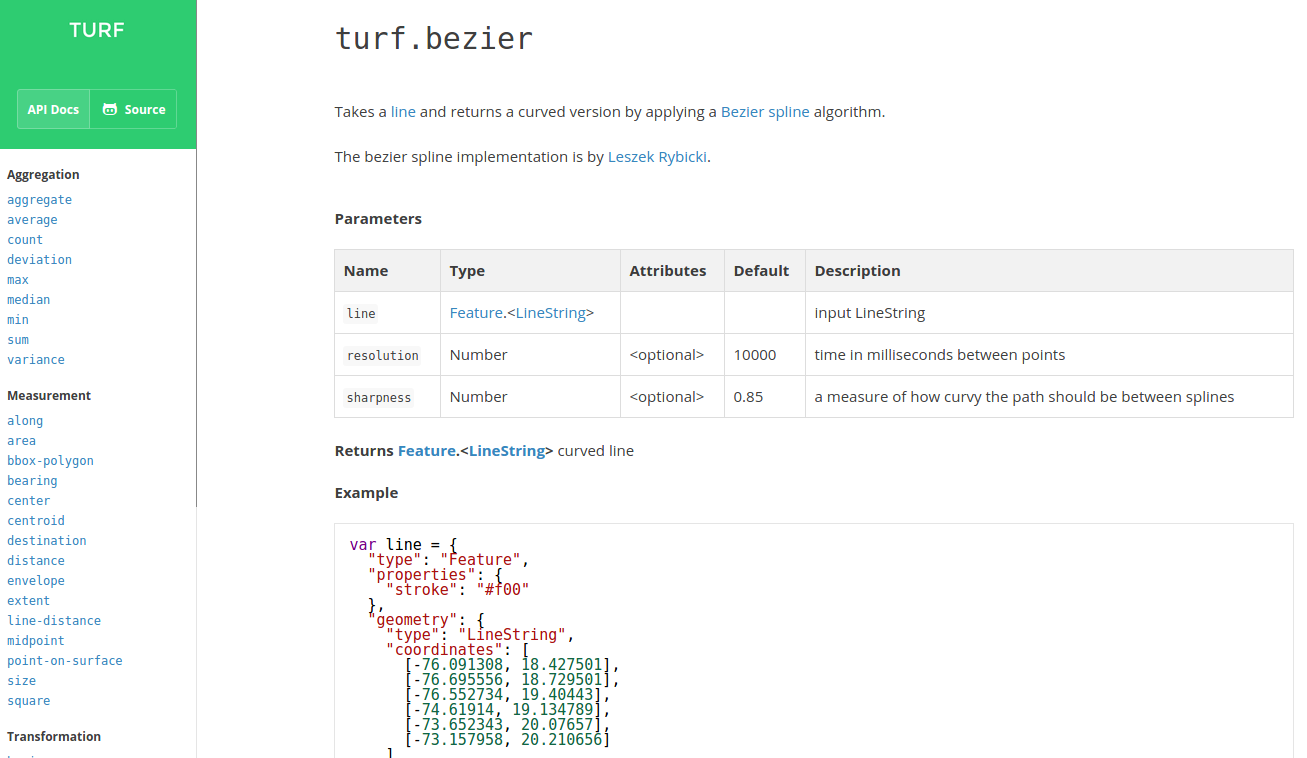 TURF
API Docs
Source
Aggregation
aggregate
average
count
deviation
max
median
min
sum
variance
Measurement
along
area
bbox-polygon
bearing
center
centroid
destination
distance
envelope
extent
line-distance
midpoint
point-on-surface
size
square
Transformation
turf.bezier
Takes a line and returns a curved version by applying a Bezier spline algorithm.
The bezier spline implementation is by Leszek Rybicki.
Parameters
Name Type Attributes Default Description
line Feature.<LineString> input LineString
resolution Number <optional> 10000 time in milliseconds between points
sharpness Number <optional> 0.85 a measure of how curvy the path should be between splines
Returns Feature.<LineString> curved line
Example
var line = {
  "type": "Feature",
  "properties": {
    "stroke": "#f00"
  },
  "geometry": {
    "type": "LineString",
    "coordinates": [
      [-76.091308, 18.427501],
      [-76.695556, 18.729501],
      [-76.552734, 19.40443],
      [-74.61914, 19.134789],
      [-73.652343, 20.07657],
      [-73.157958, 20.210656]
    ]